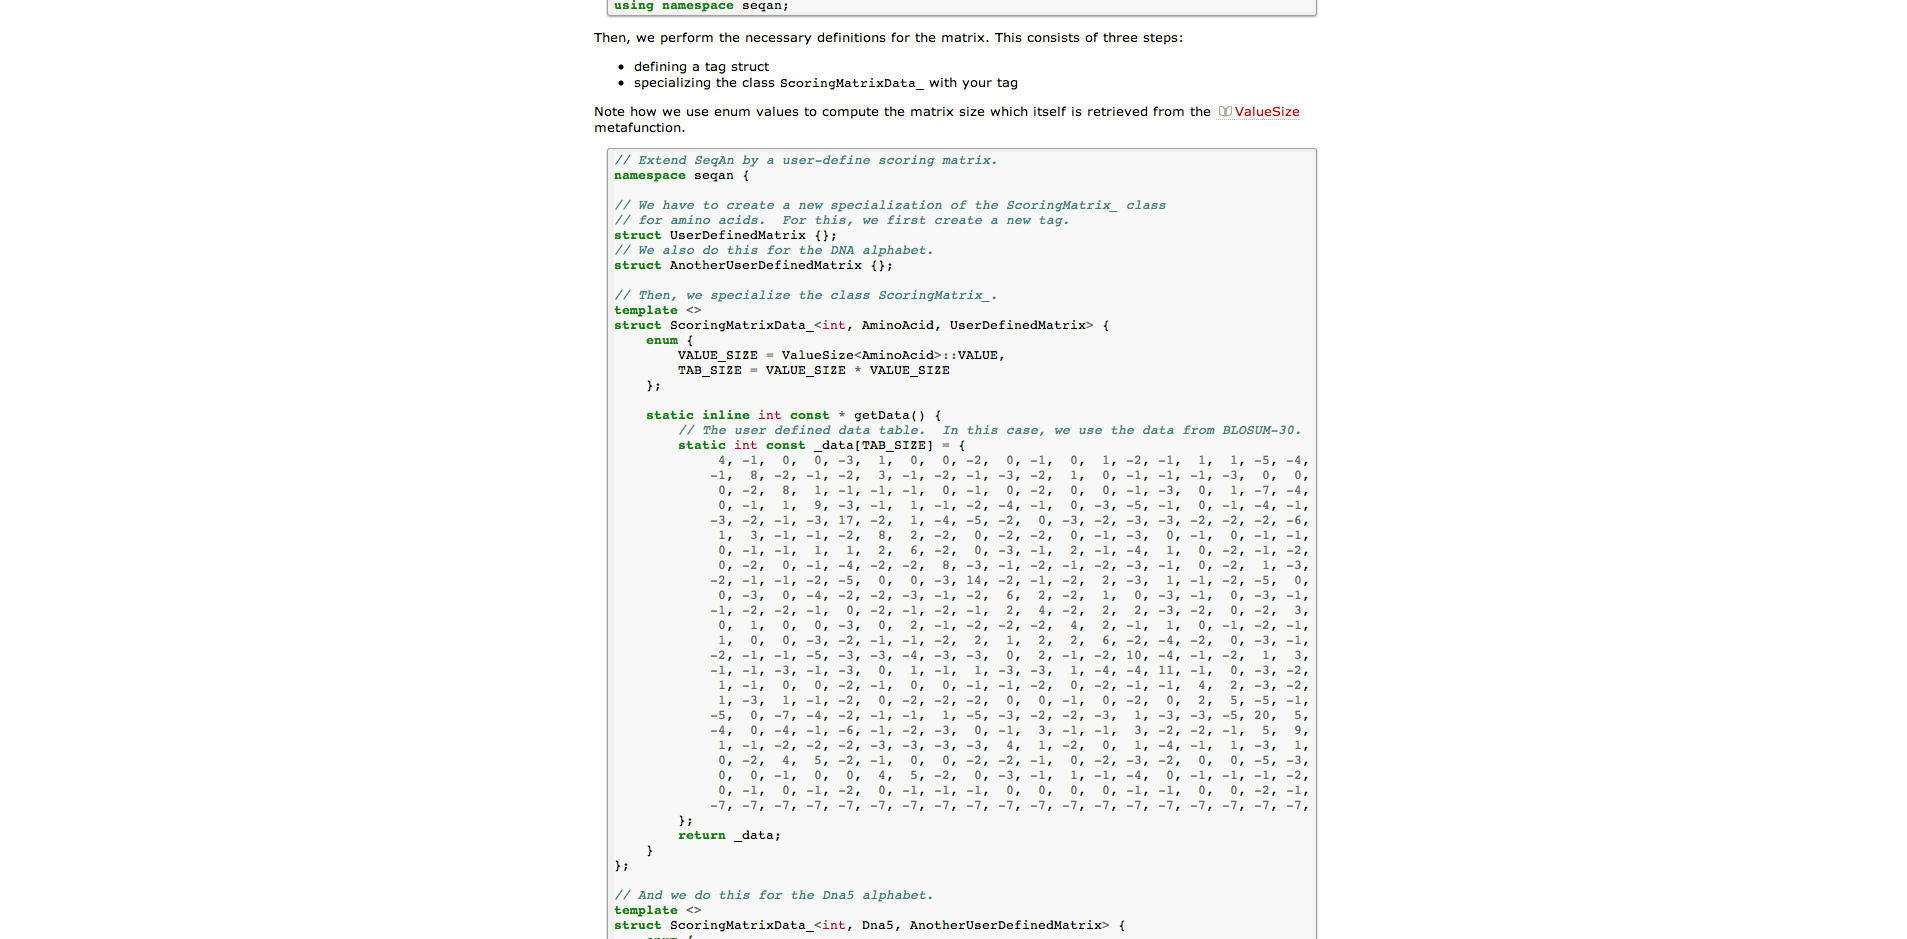 using namespace seqan;
Then, we perform the necessary definitions for the matrix. This consists of three steps:
• defining a tag struct
• specializing the class ScoringMatrixData_ with your tag
Note how we use enum values to compute the matrix size which itself is retrieved from the ValueSize
metafunction.
// Extend SeqAn by a user-define scoring matrix.
namespace seqan {
// We have to create a new specialization of the ScoringMatrix_ class
// for amino acids.  For this, we first create a new tag.
struct UserDefinedMatrix {};
// We also do this for the DNA alphabet.
struct AnotherUserDefinedMatrix {};
// Then, we specialize the class ScoringMatrix_.
template <>
struct ScoringMatrixData_<int, AminoAcid, UserDefinedMatrix> {
enum {
VALUE_SIZE = ValueSize<AminoAcid>::VALUE,
TAB_SIZE = VALUE_SIZE * VALUE_SIZE
};
static inline int const * getData() {
// The user defined data table.  In this case, we use the data from BLOSUM-30.
static int const _data[TAB_SIZE] = {
4, -1, 0, 0, -3, 1, 0, 0, -2, 0, -1, 0, 1, -2, -1, 1, 1, -5, -4,
-1, 8, -2, -1, -2, 3, -1, -2, -1, -3, -2, 1, 0, -1, -1, -1, -3, 0, 0,
0, -2, 8, 1, -1, -1, -1, 0, -1, 0, -2, 0, 0, -1, -3, 0, 1, -7, -4,
0, -1, 1, 9, -3, -1, 1, -1, -2, -4, -1, 0, -3, -5, -1, 0, -1, -4, -1,
-3, -2, -1, -3, 17, -2, 1, -4, -5, -2, 0, -3, -2, -3, -3, -2, -2, -2, -6,
1, 3, -1, -1, -2, 8, 2, -2, 0, -2, -2, 0, -1, -3, 0, -1, 0, -1, -1,
0, -1, -1, 1, 1, 2, 6, -2, 0, -3, -1, 2, -1, -4, 1, 0, -2, -1, -2,
0, -2, 0, -1, -4, -2, -2, 8, -3, -1, -2, -1, -2, -3, -1, 0, -2, 1, -3,
-2, -1, -1, -2, -5, 0, 0, -3, 14, -2, -1, -2, 2, -3, 1, -1, -2, -5, 0,
0, -3, 0, -4, -2, -2, -3, -1, -2, 6, 2, -2, 1, 0, -3, -1, 0, -3, -1,
-1, -2, -2, -1, 0, -2, -1, -2, -1, 2, 4, -2, 2, 2, -3, -2, 0, -2, 3,
0, 1, 0, 0, -3, 0, 2, -1, -2, -2, -2, 4, 2, -1, 1, 0, -1, -2, -1,
1, 0, 0, -3, -2, -1, -1, -2, 2, 1, 2, 2, 6, -2, -4, -2, 0, -3, -1,
-2, -1, -1, -5, -3, -3, -4, -3, -3, 0, 2, -1, -2, 10, -4, -1, -2, 1, 3,
-1, -1, -3, -1, -3, 0, 1, -1, 1, -3, -3, 1, -4, -4, 11, -1, 0, -3, -2,
1, -1, 0, 0, -2, -1, 0, 0, -1, -1, -2, 0, -2, -1, -1, 4, 2, -3, -2,
1, -3, 1, -1, -2, 0, -2, -2, -2, 0, 0, -1, 0, -2, 0, 2, 5, -5, -1,
-5, 0, -7, -4, -2, -1, -1, 1, -5, -3, -2, -2, -3, 1, -3, -3, -5, 20, 5,
-4, 0, -4, -1, -6, -1, -2, -3, 0, -1, 3, -1, -1, 3, -2, -2, -1, 5, 9,
1, -1, -2, -2, -2, -3, -3, -3, -3, 4, 1, -2, 0, 1, -4, -1, 1, -3, 1,
0, -2, 4, 5, -2, -1, 0, 0, -2, -2, -1, 0, -2, -3, -2, 0, 0, -5, -3,
0, 0, -1, 0, 0, 4, 5, -2, 0, -3, -1, 1, -1, -4, 0, -1, -1, -1, -2,
0, -1, 0, -1, -2, 0, -1, -1, -1, 0, 0, 0, 0, -1, -1, 0, 0, -2, -1,
-7, -7, -7, -7, -7, -7, -7, -7, -7, -7, -7, -7, -7, -7, -7, -7, -7, -7, -7,
};
return _data;
}
};
// And we do this for the Dna5 alphabet.
template <>
struct ScoringMatrixData_<int, Dna5, AnotherUserDefinedMatrix> {
enum {